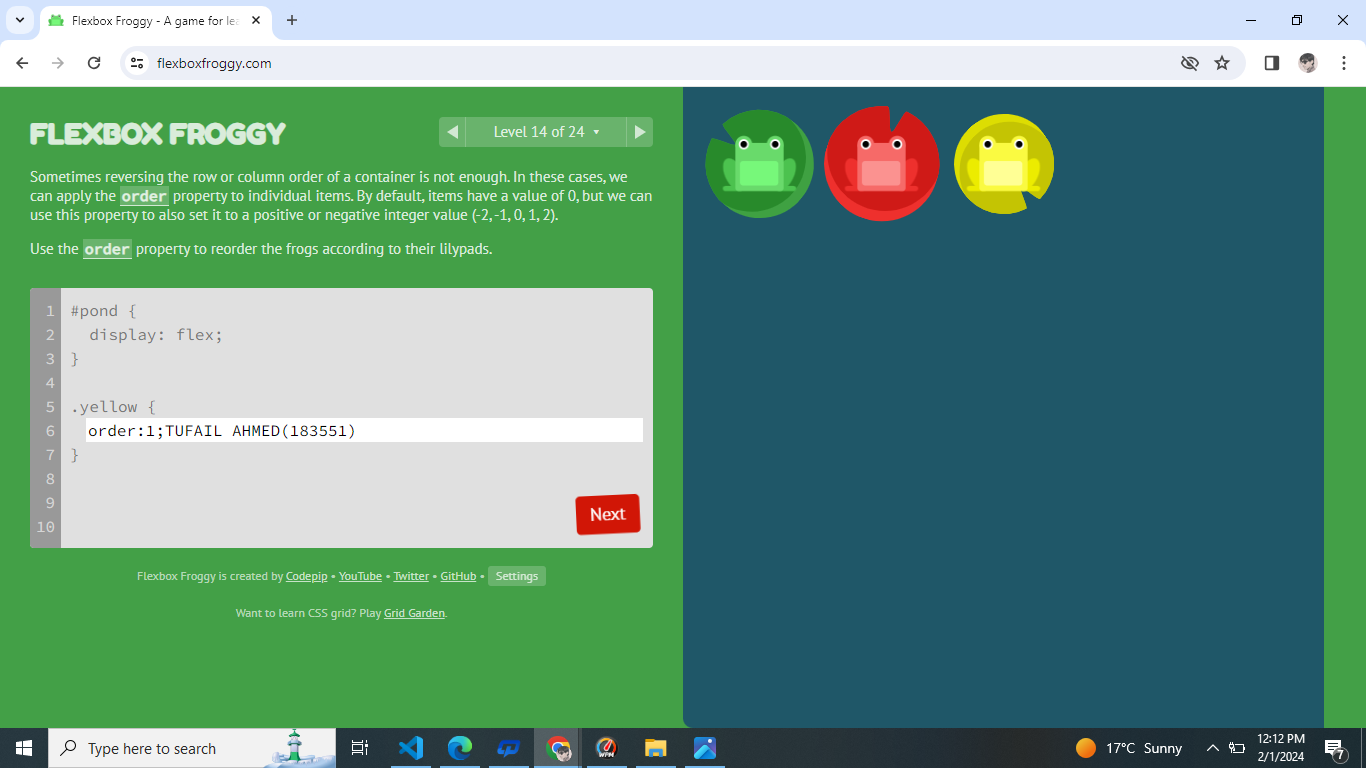 Flexbox Froggy - A game for le
flexboxfroggy.com
FLEXBOX FROGGY
Level 14 of 24
Sometimes reversing the row or column order of a container is not enough. In these cases, we
can apply the order property to individual items. By default, items have a value of 0, but we can
use this property to also set it to a positive or negative integer value (-2, -1, 0, 1, 2).
Use the order property to reorder the frogs according to their lilypads.
1 #pond {
2 display: flex;
3 }
4
5 .yellow {
6 order:1;TUFAIL AHMED(183551)
7 }
8
9
10
Next
Flexbox Froggy is created by Codepip • YouTube • Twitter • GitHub • Settings
Want to learn CSS grid? Play Grid Garden.
Type here to search
WPM
17°C Sunny
12:12 PM
2/1/2024
7